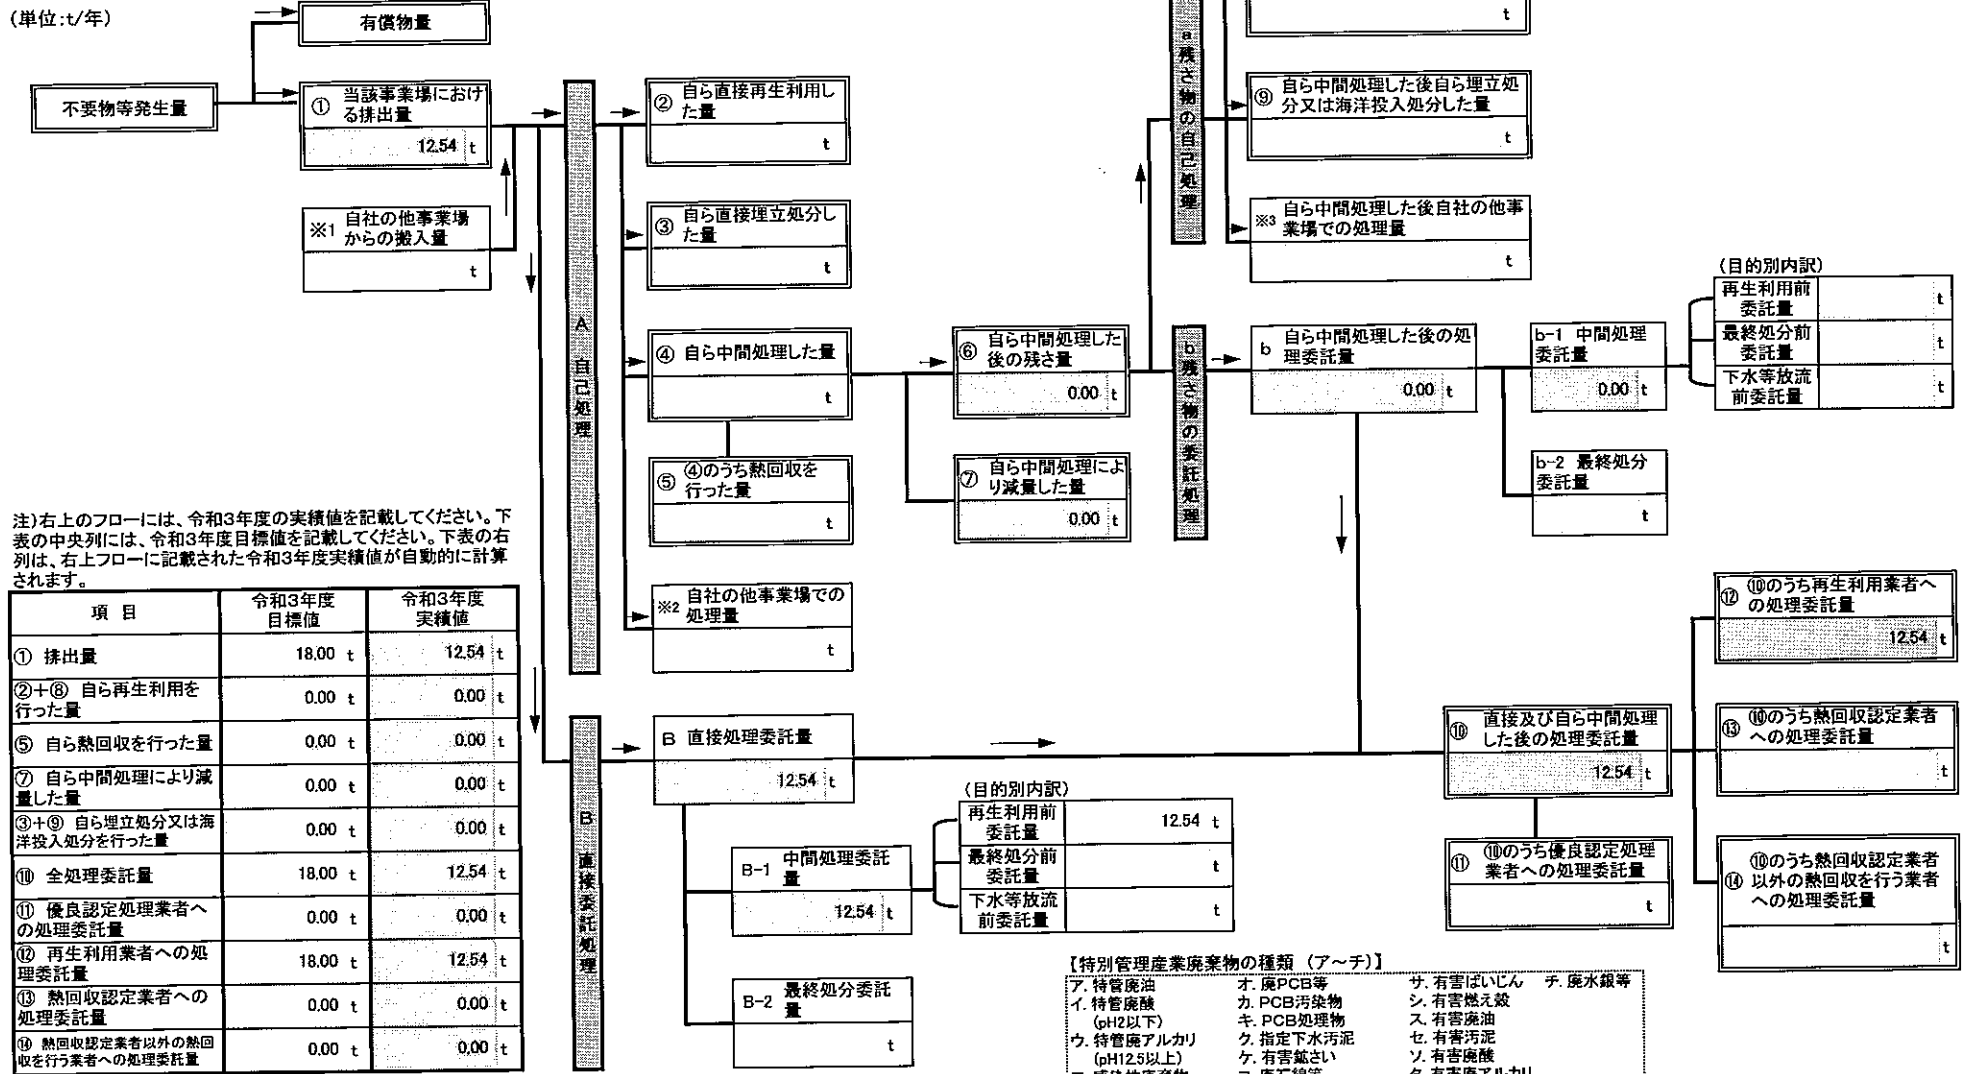 (単位:t/年)
有償物量
不要物等発生量
① 当該事業場におけ
る排出量
12.54 t
※1 自社の他事業場
からの搬入量
t
A 自己処理
② 自ら直接再生利用し
た量
t
③ 自ら直接埋立処分し
た量
t
④ 自ら中間処理した量
t
⑤ ④のうち熱回収を
行った量
t
※2 自社の他事業場での
処理量
t
⑥ 自ら中間処理した
後の残さ量
0.00 t
⑦ 自ら中間処理によ
り減量した量
0.00 t
a 残さ物の自己処理
t
⑨ 自ら中間処理した後自ら埋立処
分又は海洋投入処分した量
t
※3 自ら中間処理した後自社の他事
業場での処理量
t
b 残さ物の委託処理
b 自ら中間処理した後の処
理委託量
0.00 t
b-1 中間処理
委託量
0.00 t
(目的別内訳)
再生利用前
委託量
t
最終処分前
委託量
t
下水等放流
前委託量
t
b-2 最終処分
委託量
t
注)右上のフローには、令和3年度の実績値を記載してください。下
表の中央列には、令和3年度目標値を記載してください。下表の右
列は、右上フローに記載された令和3年度実績値が自動的に計算
されます。
項 目 令和3年度 目標値 令和3年度 実績値
① 排出量 18.00 t 12.54 t
②+⑧ 自ら再生利用を
行った量 0.00 t 0.00 t
⑤ 自ら熱回収を行った量 0.00 t 0.00 t
⑦ 自ら中間処理により減
量した量 0.00 t 0.00 t
③+⑨ 自ら埋立処分又は海
洋投入処分を行った量 0.00 t 0.00 t
⑩ 全処理委託量 18.00 t 12.54 t
⑪ 優良認定処理業者へ
の処理委託量 0.00 t 0.00 t
⑫ 再生利用業者への処
理委託量 18.00 t 12.54 t
⑬ 熱回収認定業者への
処理委託量 0.00 t 0.00 t
⑭ 熱回収認定業者以外の熱回
収を行う業者への処理委託量 0.00 t 0.00 t
B 直接委託処理
B 直接処理委託量
12.54 t
B-1 中間処理委託
量
12.54 t
(目的別内訳)
再生利用前
委託量
12.54 t
最終処分前
委託量
t
下水等放流
前委託量
t
B-2 最終処分委託
量
t
⑩ 直接及び自ら中間処理
した後の処理委託量
12.54 t
⑪ ⑩のうち優良認定処理
業者への処理委託量
t
⑫ ⑩のうち再生利用業者へ
の処理委託量
12.54 t
⑬ ⑩のうち熱回収認定業者
への処理委託量
t
⑭ ⑩のうち熱回収認定業者
以外の熱回収を行う業者
への処理委託量
t
【特別管理産業廃棄物の種類 (ア~チ)】
ア. 特管廃油 オ. 廃PCB等 サ. 有害ばいじん チ. 廃水銀等
イ. 特管廃酸 カ. PCB汚染物 シ. 有害燃え殻
(pH2以下) キ. PCB処理物 ス. 有害廃油
ウ. 特管廃アルカリ ク. 指定下水汚泥 セ. 有害汚泥
(pH12.5以上) ケ. 有害鉱さい ソ. 有害廃酸